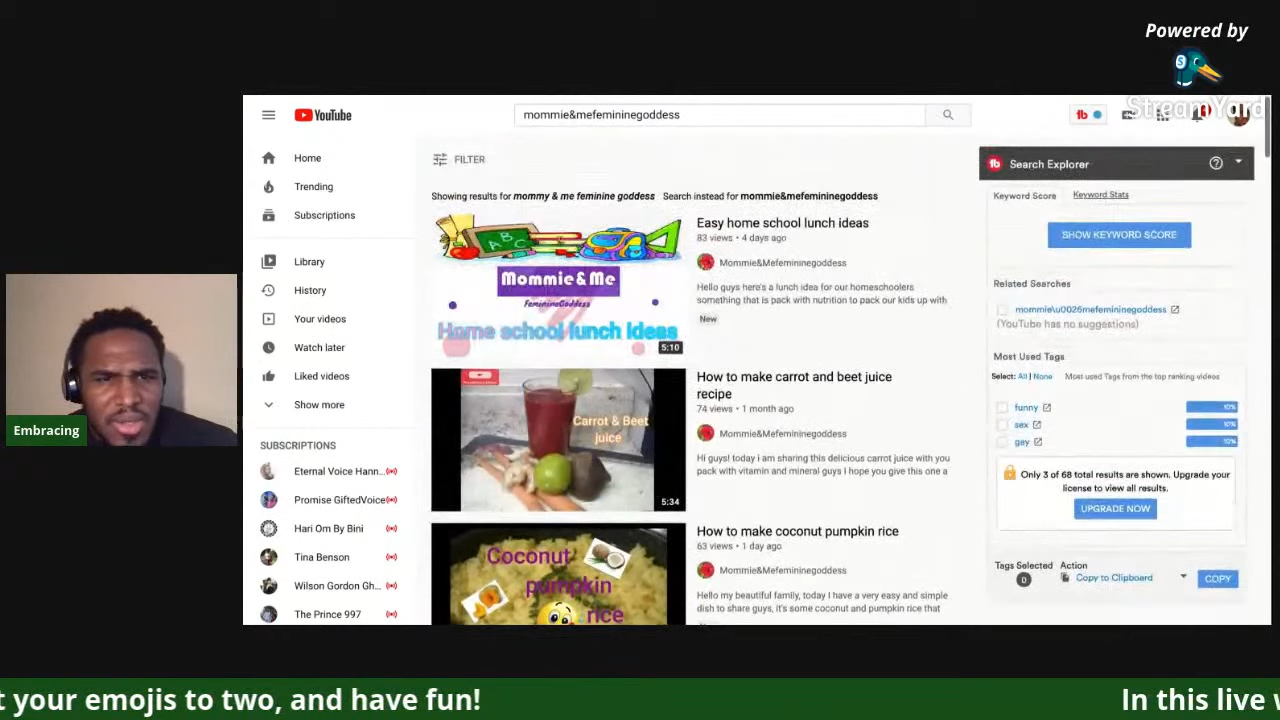 Powered by
StreamYard
YouTube
mommie&mefemininegoddess
Home
Trending
Subscriptions
Library
History
Your videos
Watch later
Liked videos
Show more
SUBSCRIPTIONS
Eternal Voice Hann...
Promise GiftedVoice
Hari Om By Bini
Tina Benson
Wilson Gordon Gh...
The Prince 997
FILTER
Showing results for mommy & me feminine goddess Search instead for mommie&mefemininegoddess
ABC
Mommie&Me
FeminineGoddess
Home school lunch Ideas
5:10
Easy home school lunch ideas
83 views • 4 days ago
Mommie&Mefemininegoddess
Hello guys here's a lunch idea for our homeschoolers
something that is pack with nutrition to pack our kids up with
New
Carrot & Beet
juice
5:34
How to make carrot and beet juice
recipe
74 views • 1 month ago
Mommie&Mefemininegoddess
Hi guys! today i am sharing this delicious carrot juice with you
pack with vitamin and mineral guys I hope you give this one a
Coconut
pumpkin
rice
How to make coconut pumpkin rice
63 views • 1 day ago
Mommie&Mefemininegoddess
Hello my beautiful family, today I have a very easy and simple
dish to share guys, it's some coconut and pumpkin rice that
Search Explorer
Keyword Score Keyword Stats
SHOW KEYWORD SCORE
Related Searches
mommie\u0026mefemininegoddess
(YouTube has no suggestions)
Most Used Tags
Select: All | None Most used Tags from the top ranking videos
funny 10%
sex 10%
gay 10%
Only 3 of 68 total results are shown. Upgrade your
license to view all results.
UPGRADE NOW
Tags Selected
0
Action
Copy to Clipboard
COPY
Embracing
t your emojis to two, and have fun! In this live